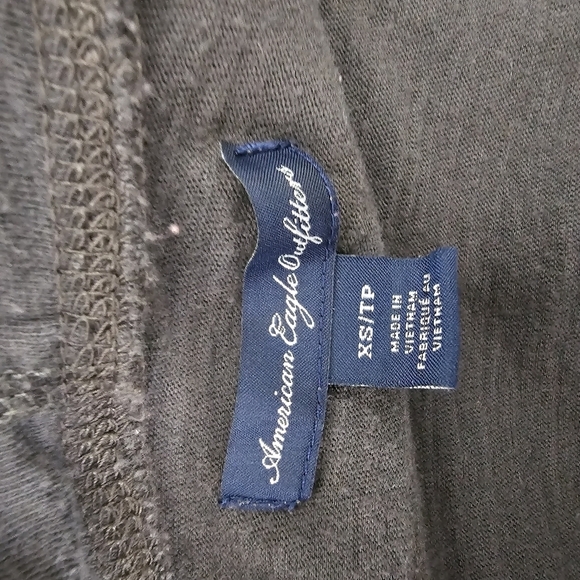 American Eagle Outfitters
XS/TP
MADE IN
VIETNAM
FABRIQUÉ AU
VIETNAM